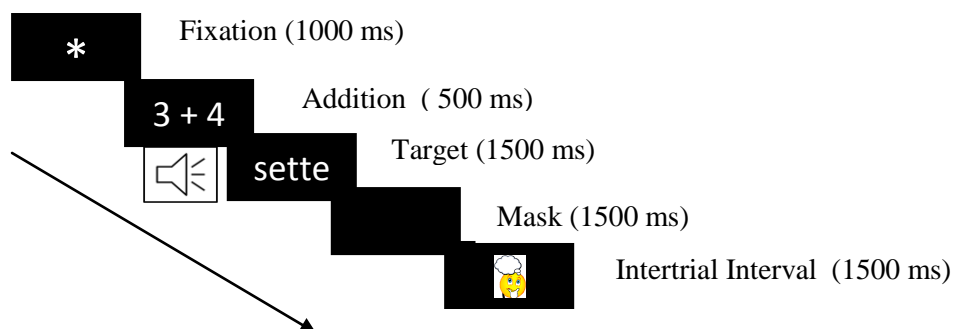 *
Fixation (1000 ms)
3 + 4
Addition ( 500 ms)
sette
Target (1500 ms)
Mask (1500 ms)
Intertrial Interval (1500 ms)